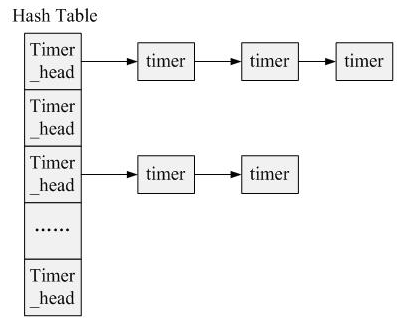 Hash Table
Timer
_head
timer
timer
timer
Timer
_head
Timer
_head
timer
timer
......
Timer
_head